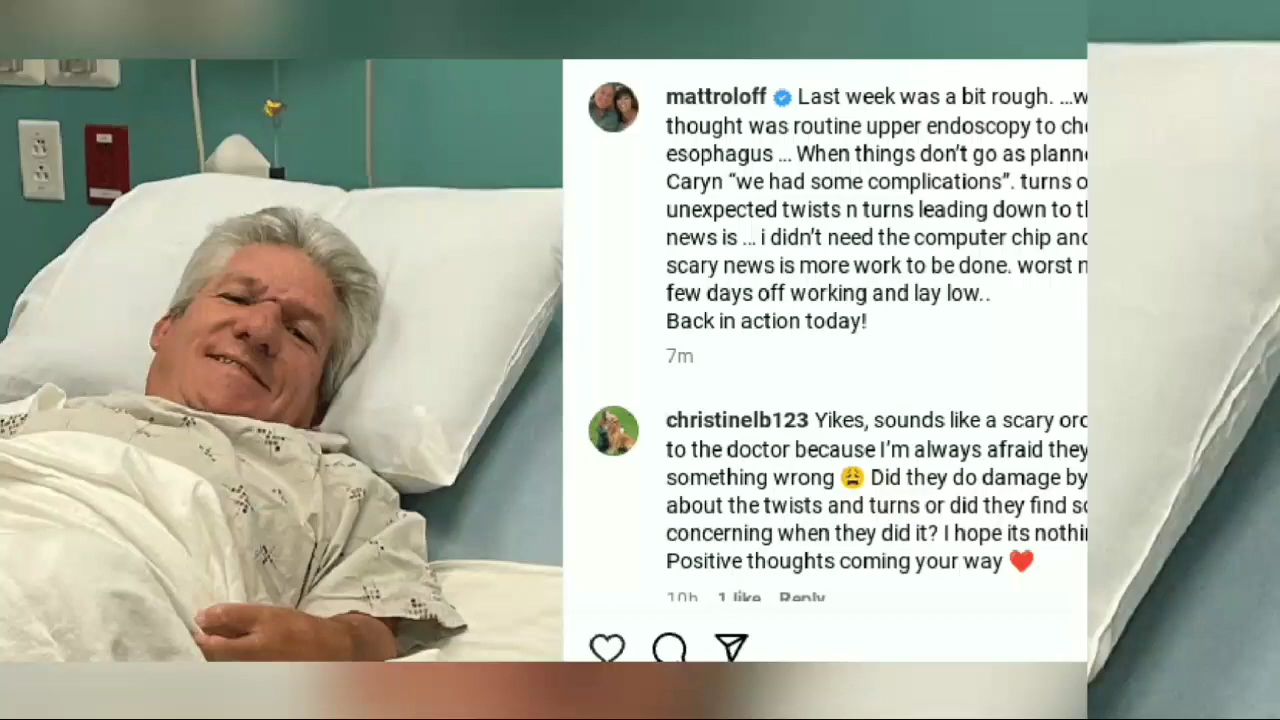 mattroloff Last week was a bit rough. ...w
thought was routine upper endoscopy to
esophagus ... When things don't go as
Caryn “we had some complications”. turns
unexpected twists n turns leading down to
news is ... i didn't need the computer chip
scary news is more work to be done. worst
few days off working and lay low..
Back in action today!
7m
christinelb123 Yikes, sounds like a scary
to the doctor because I'm always afraid they
something wrong 😩 Did they do damage by
about the twists and turns or did they find
concerning when they did it? I hope its
Positive thoughts coming your way ❤️
10h 1 like Reply